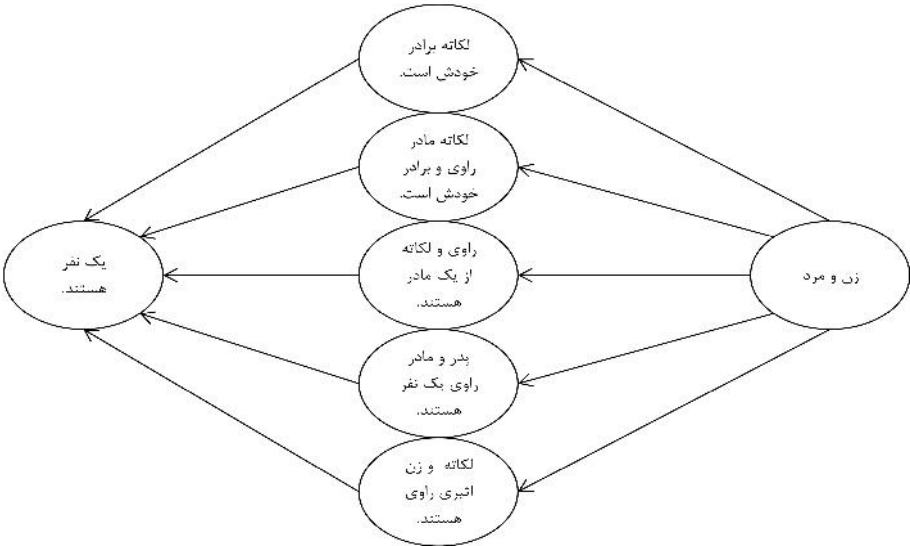 لکاته برادر
خودش است.
لکاته مادر
راوی و برادر
خودش است.
زن و مرد
راوی و لکاته
از یک مادر
هستند.
یک نفر
هستند.
پدر و مادر
راوی یک نفر
هستند.
لکاته و زن
اثیری راوی
هستند.